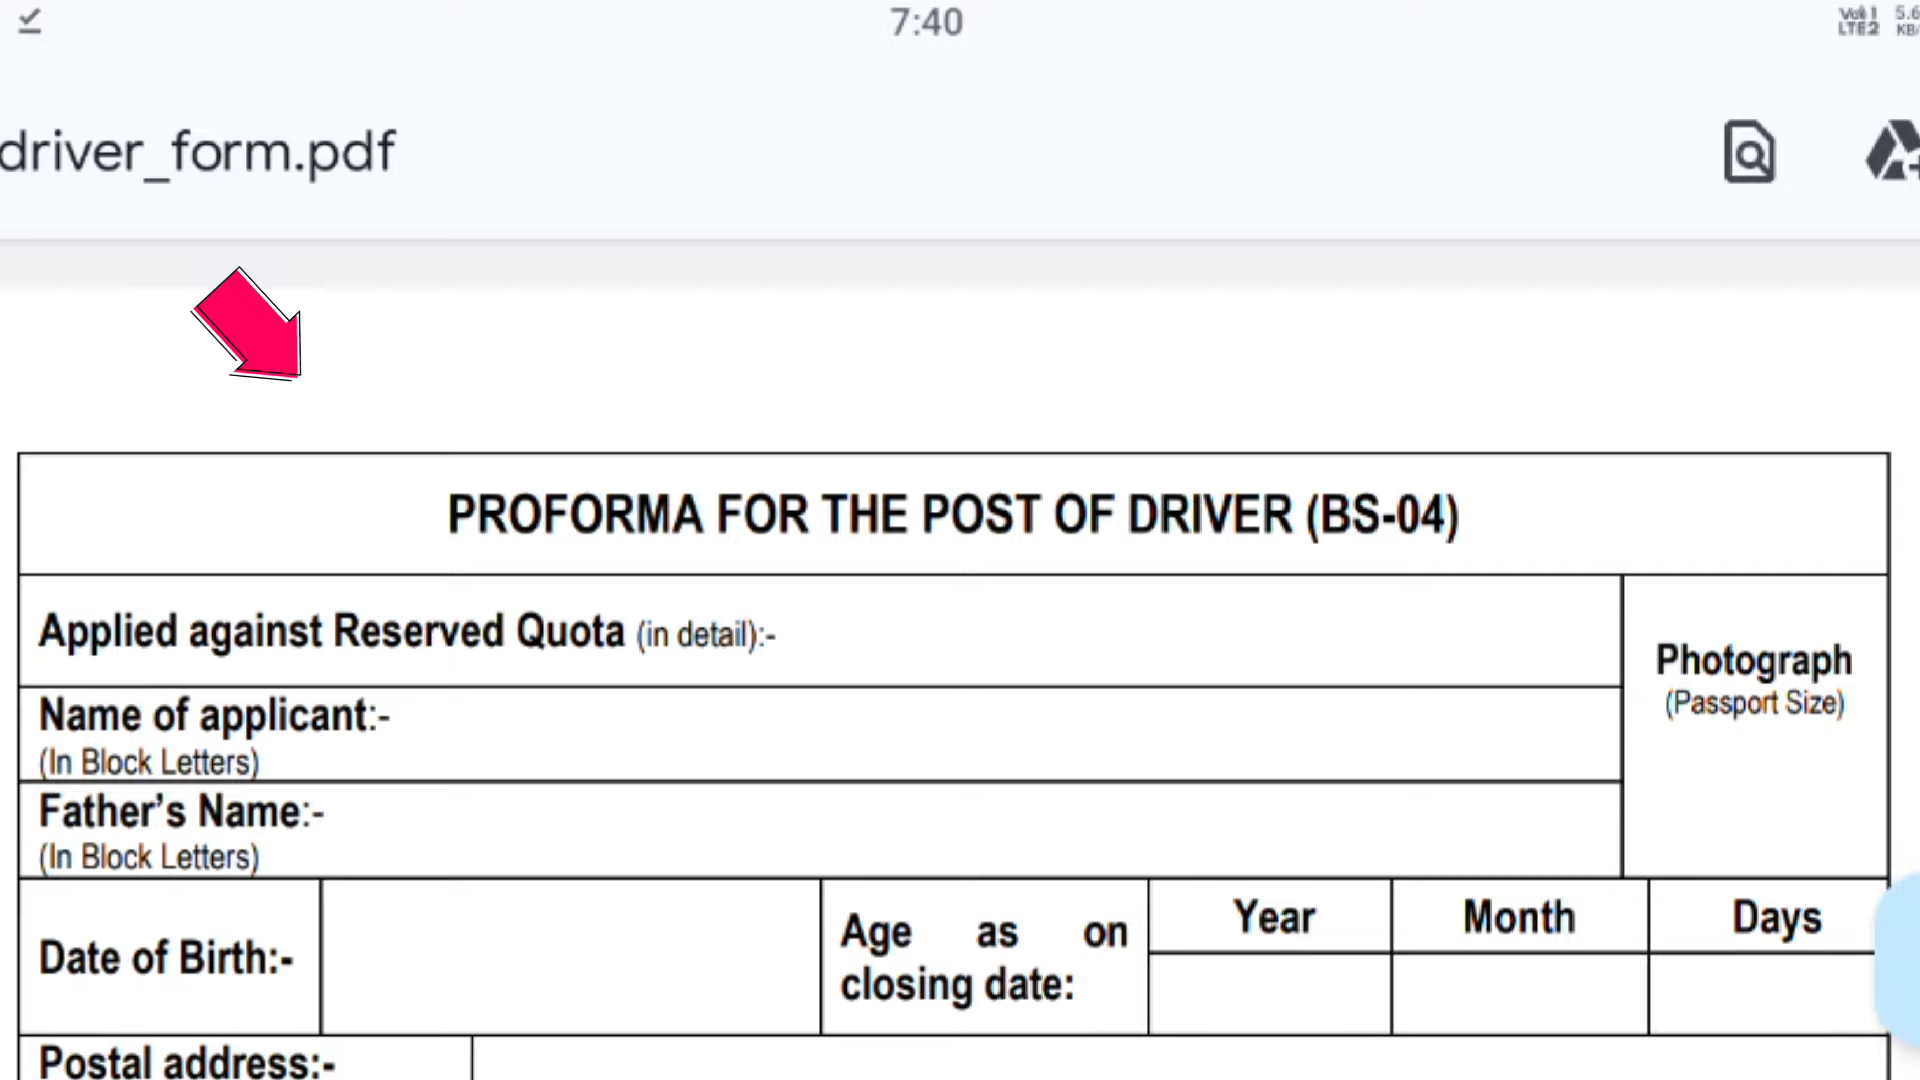 7:40
driver_form.pdf
PROFORMA FOR THE POST OF DRIVER (BS-04)
Applied against Reserved Quota (in detail):-
Photograph
(Passport Size)
Name of applicant:-
(In Block Letters)
Father's Name:-
(In Block Letters)
Date of Birth:-
Age as on
closing date:
Year Month Days
Postal address:-